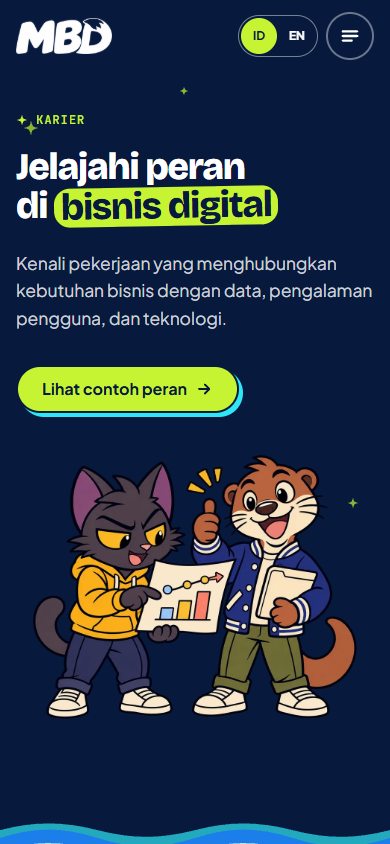 MBD
ID EN
KARIER
Jelajahi peran
di bisnis digital
Kenali pekerjaan yang menghubungkan
kebutuhan bisnis dengan data, pengalaman
pengguna, dan teknologi.
Lihat contoh peran →